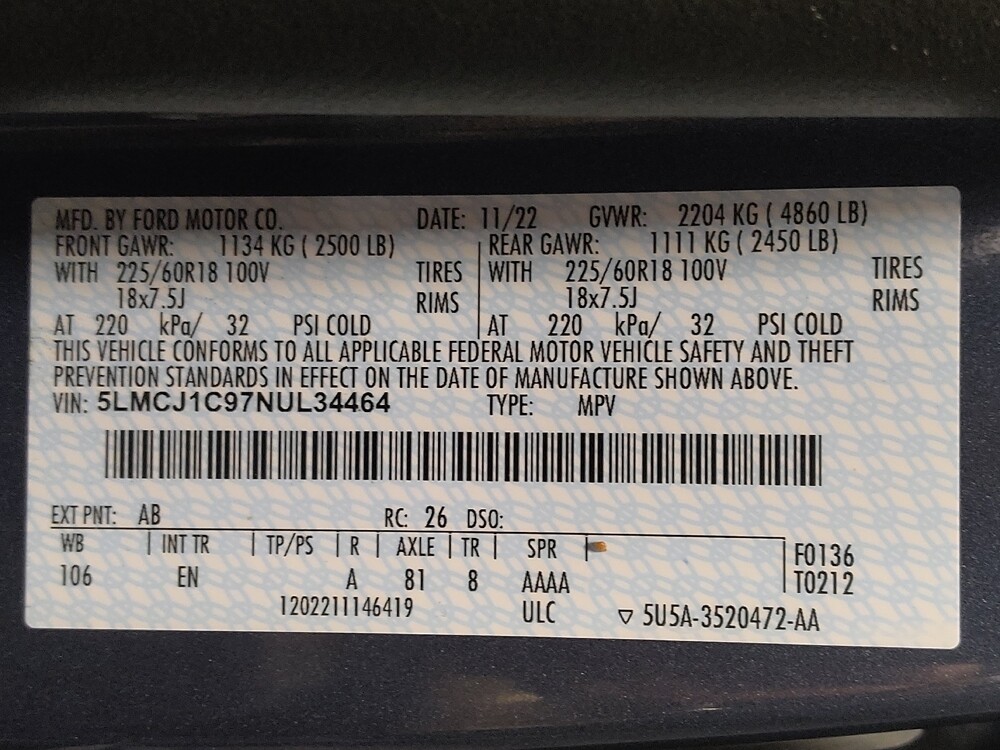 MFD. BY FORD MOTOR CO. DATE: 11/22 GVWR: 2204 KG ( 4860 LB)
FRONT GAWR: 1134 KG ( 2500 LB) REAR GAWR: 1111 KG ( 2450 LB)
WITH 225/60R18 100V TIRES WITH 225/60R18 100V TIRES
18x7.5J RIMS 18x7.5J RIMS
AT 220 kPa/ 32 PSI COLD AT 220 kPa/ 32 PSI COLD
THIS VEHICLE CONFORMS TO ALL APPLICABLE FEDERAL MOTOR VEHICLE SAFETY AND THEFT
PREVENTION STANDARDS IN EFFECT ON THE DATE OF MANUFACTURE SHOWN ABOVE.
VIN: 5LMCJ1C97NUL34464 TYPE: MPV
EXT PNT: AB RC: 26 DSO:
WB INT TR TP/PS R AXLE TR SPR F0136
106 EN A 81 8 AAAA T0212
1202211146419 ULC ▽ 5U5A-3520472-AA